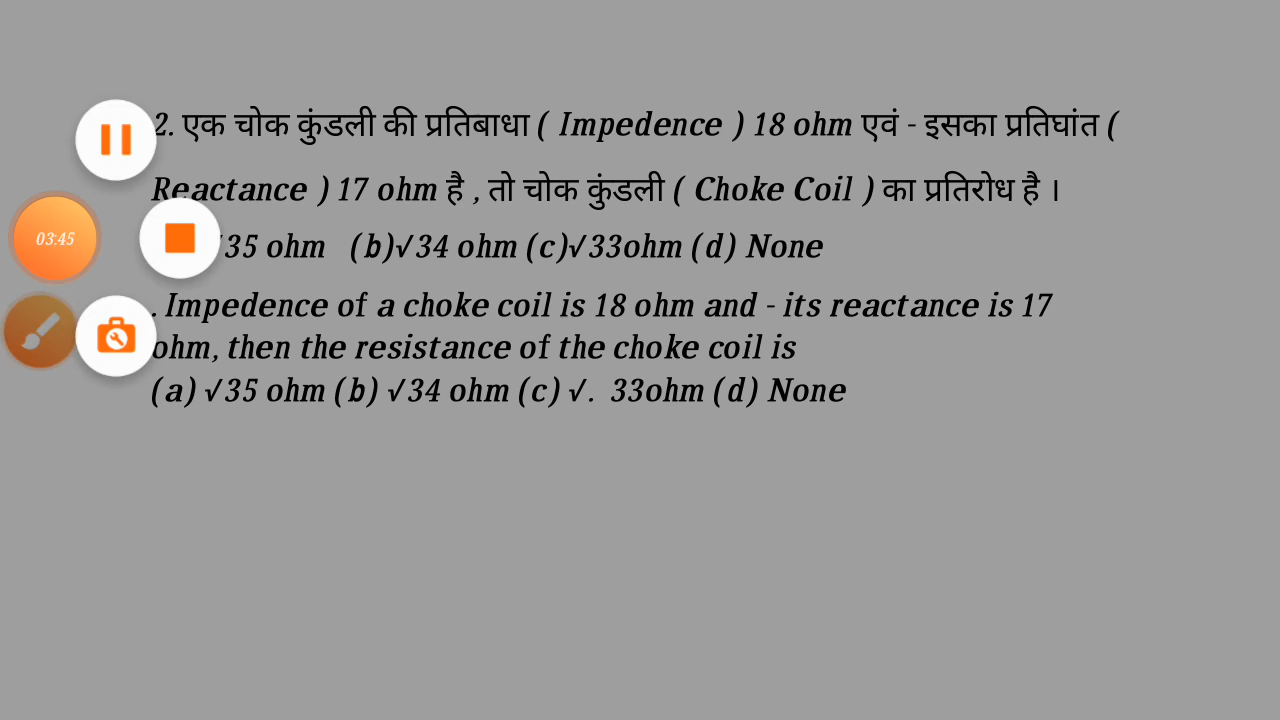 2. एक चोक कुंडली की प्रतिबाधा ( Impedence ) 18 ohm एवं - इसका प्रतिघांत (
Reactance ) 17 ohm है , तो चोक कुंडली ( Choke Coil ) का प्रतिरोध है ।
√35 ohm (b)√34 ohm (c)√33ohm (d) None
. Impedence of a choke coil is 18 ohm and - its reactance is 17
ohm, then the resistance of the choke coil is
(a) √35 ohm (b) √34 ohm (c) √. 33ohm (d) None
03:45